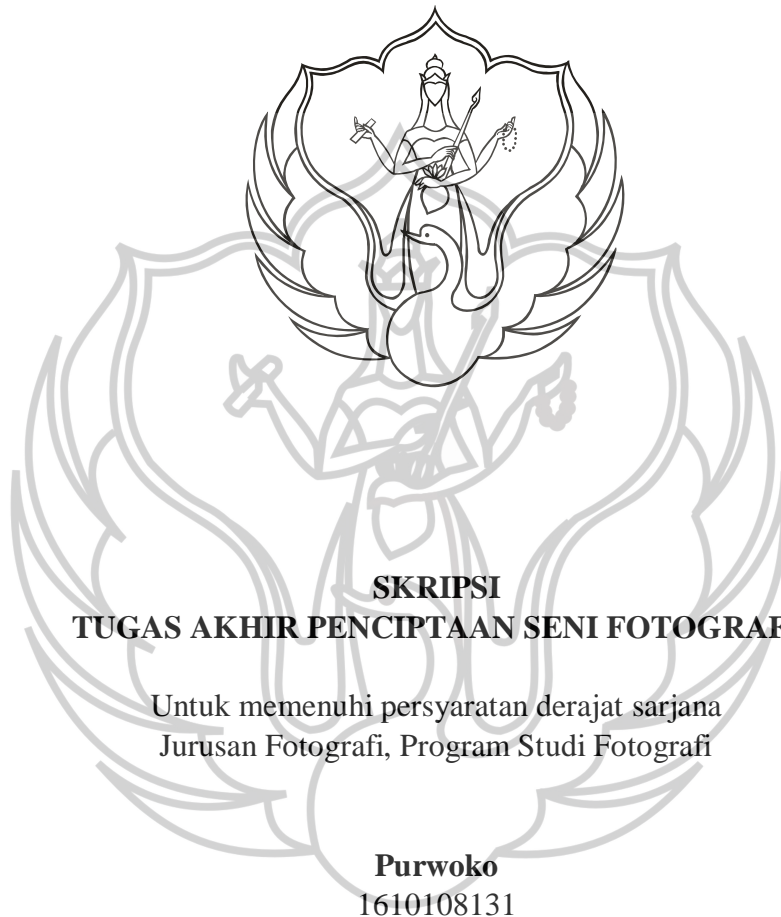 SKRIPSI
TUGAS AKHIR PENCIPTAAN SENI FOTOGRAF
Untuk memenuhi persyaratan derajat sarjana
Jurusan Fotografi, Program Studi Fotografi
Purwoko
1610108131